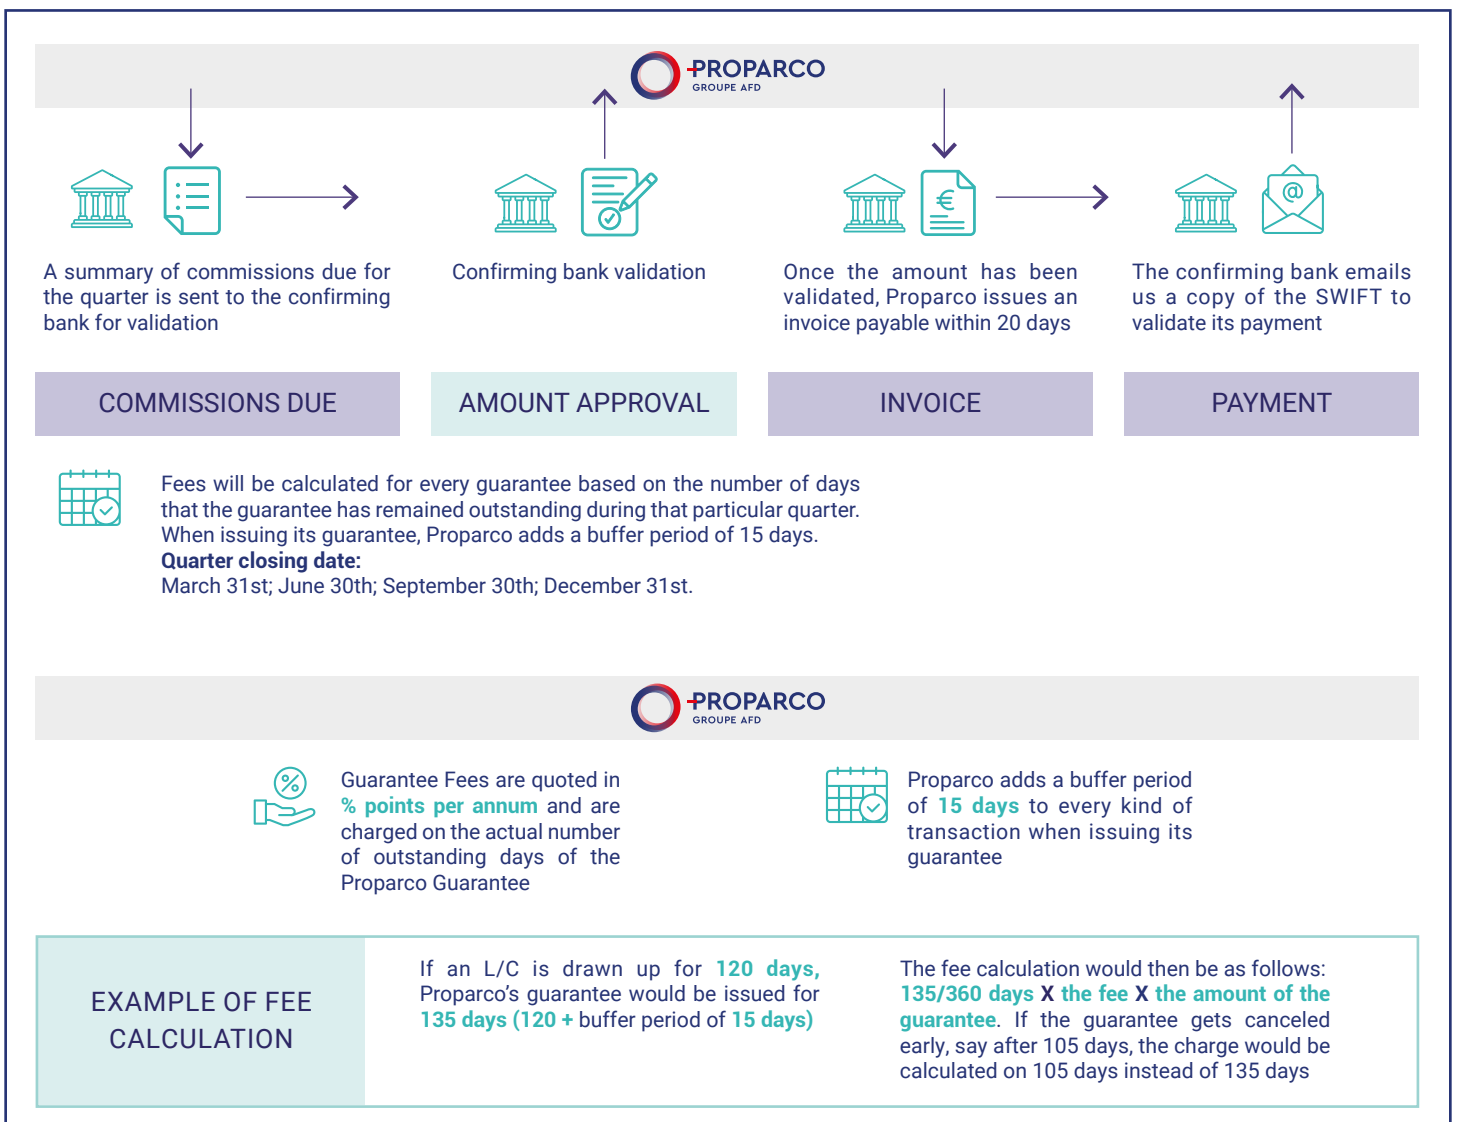 PROPARCO
GROUPE AFD
€
@
A summary of commissions due for
the quarter is sent to the confirming
bank for validation
Confirming bank validation
Once the amount has been
validated, Proparco issues an
invoice payable within 20 days
The confirming bank emails
us a copy of the SWIFT to
validate its payment
COMMISSIONS DUE
AMOUNT APPROVAL
INVOICE
PAYMENT
Fees will be calculated for every guarantee based on the number of days
that the guarantee has remained outstanding during that particular quarter.
When issuing its guarantee, Proparco adds a buffer period of 15 days.
Quarter closing date:
March 31st; June 30th; September 30th; December 31st.
PROPARCO
GROUPE AFD
%
Guarantee Fees are quoted in
% points per annum and are
charged on the actual number
of outstanding days of the
Proparco Guarantee
Proparco adds a buffer period
of 15 days to every kind of
transaction when issuing its
guarantee
EXAMPLE OF FEE
CALCULATION
If an L/C is drawn up for 120 days,
Proparco's guarantee would be issued for
135 days (120 + buffer period of 15 days)
The fee calculation would then be as follows:
135/360 days X the fee X the amount of the
guarantee. If the guarantee gets canceled
early, say after 105 days, the charge would be
calculated on 105 days instead of 135 days